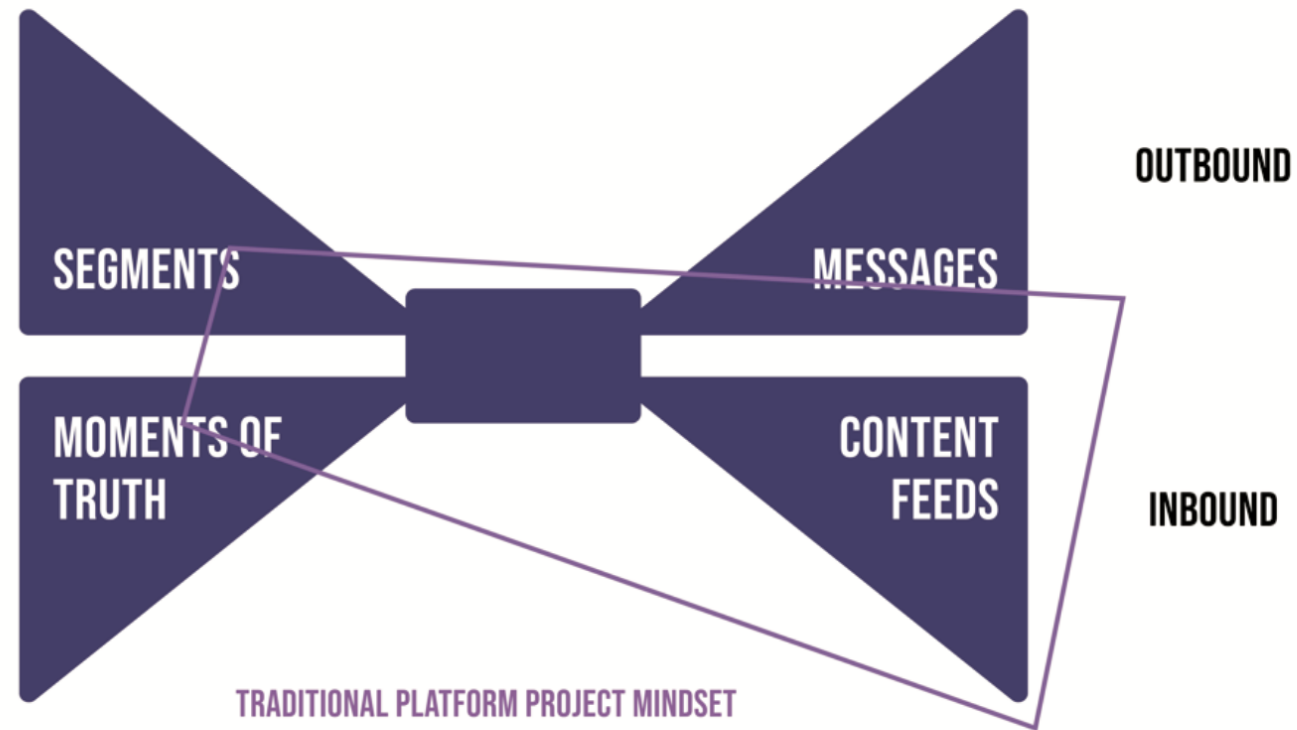 OUTBOUND
SEGMENTS
MESSAGES
MOMENTS OF
TRUTH
CONTENT
FEEDS
INBOUND
TRADITIONAL PLATFORM PROJECT MINDSET